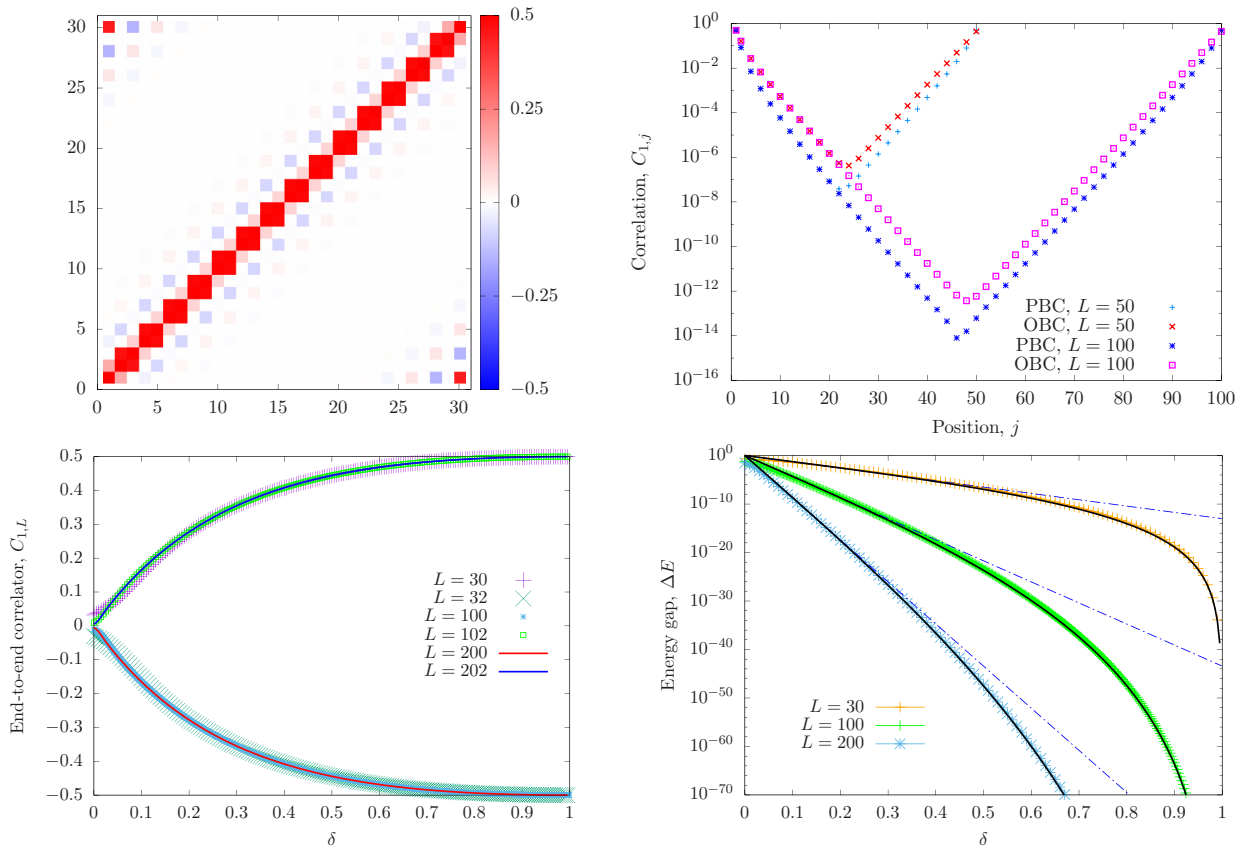 30
25
20
15
10
5
0
0
5
10
15
20
25
30
0.5
0.25
0
−0.25
−0.5
Correlation, C_{1,j}
10^0
10^{−2}
10^{−4}
10^{−6}
10^{−8}
10^{−10}
10^{−12}
10^{−14}
10^{−16}
PBC, L = 50
OBC, L = 50
PBC, L = 100
OBC, L = 100
0 10 20 30 40 50 60 70 80 90 100
Position, j
End-to-end correlator, C_{1,L}
0.5
0.4
0.3
0.2
0.1
0
−0.1
−0.2
−0.3
−0.4
−0.5
L = 30
L = 32
L = 100
L = 102
L = 200
L = 202
0 0.1 0.2 0.3 0.4 0.5 0.6 0.7 0.8 0.9 1
δ
Energy gap, ΔE
10^0
10^{−10}
10^{−20}
10^{−30}
10^{−40}
10^{−50}
10^{−60}
10^{−70}
L = 30
L = 100
L = 200
0 0.1 0.2 0.3 0.4 0.5 0.6 0.7 0.8 0.9 1
δ